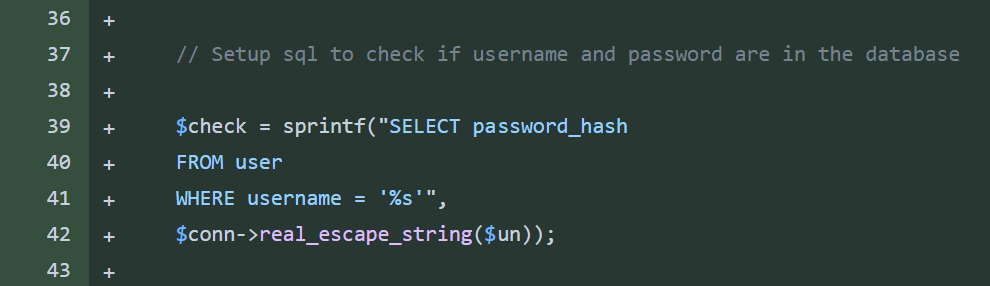 36 +
37 + // Setup sql to check if username and password are in the database
38 +
39 + $check = sprintf("SELECT password_hash
40 + FROM user
41 + WHERE username = '%s'",
42 + $conn->real_escape_string($un));
43 +